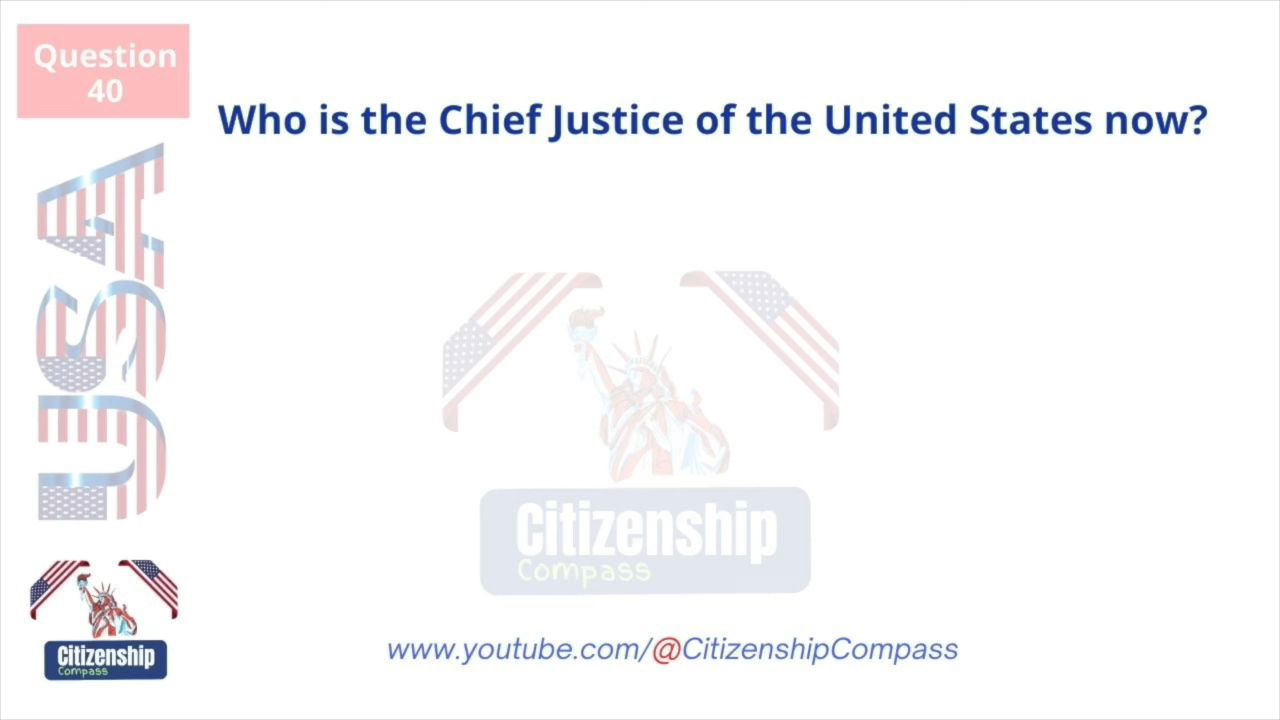 Question
40
Who is the Chief Justice of the United States now?
USA
Citizenship
Compass
Citizenship
Compass
www.youtube.com/@CitizenshipCompass